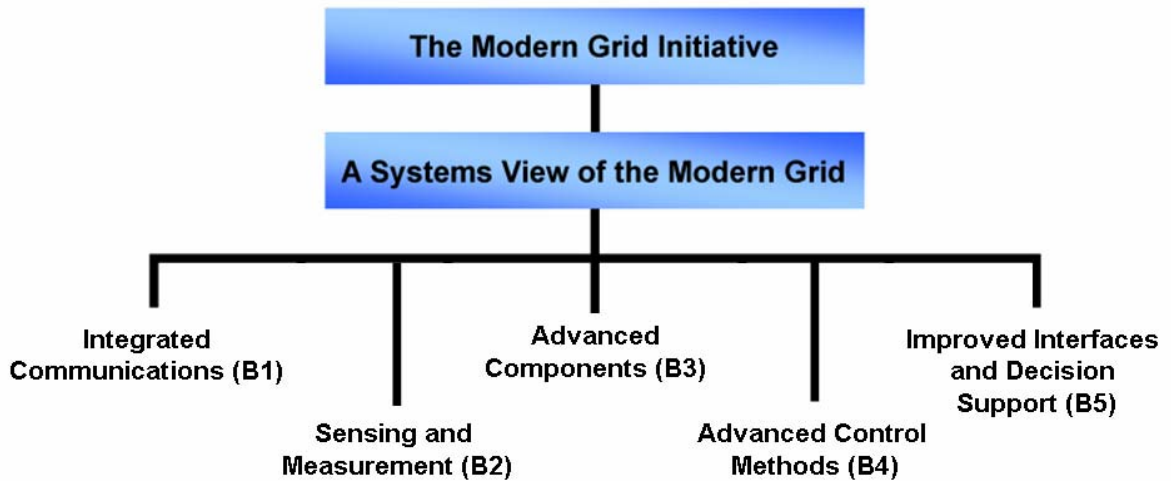 The Modern Grid Initiative
A Systems View of the Modern Grid
Integrated
Communications (B1)
Sensing and
Measurement (B2)
Advanced
Components (B3)
Advanced Control
Methods (B4)
Improved Interfaces
and Decision
Support (B5)